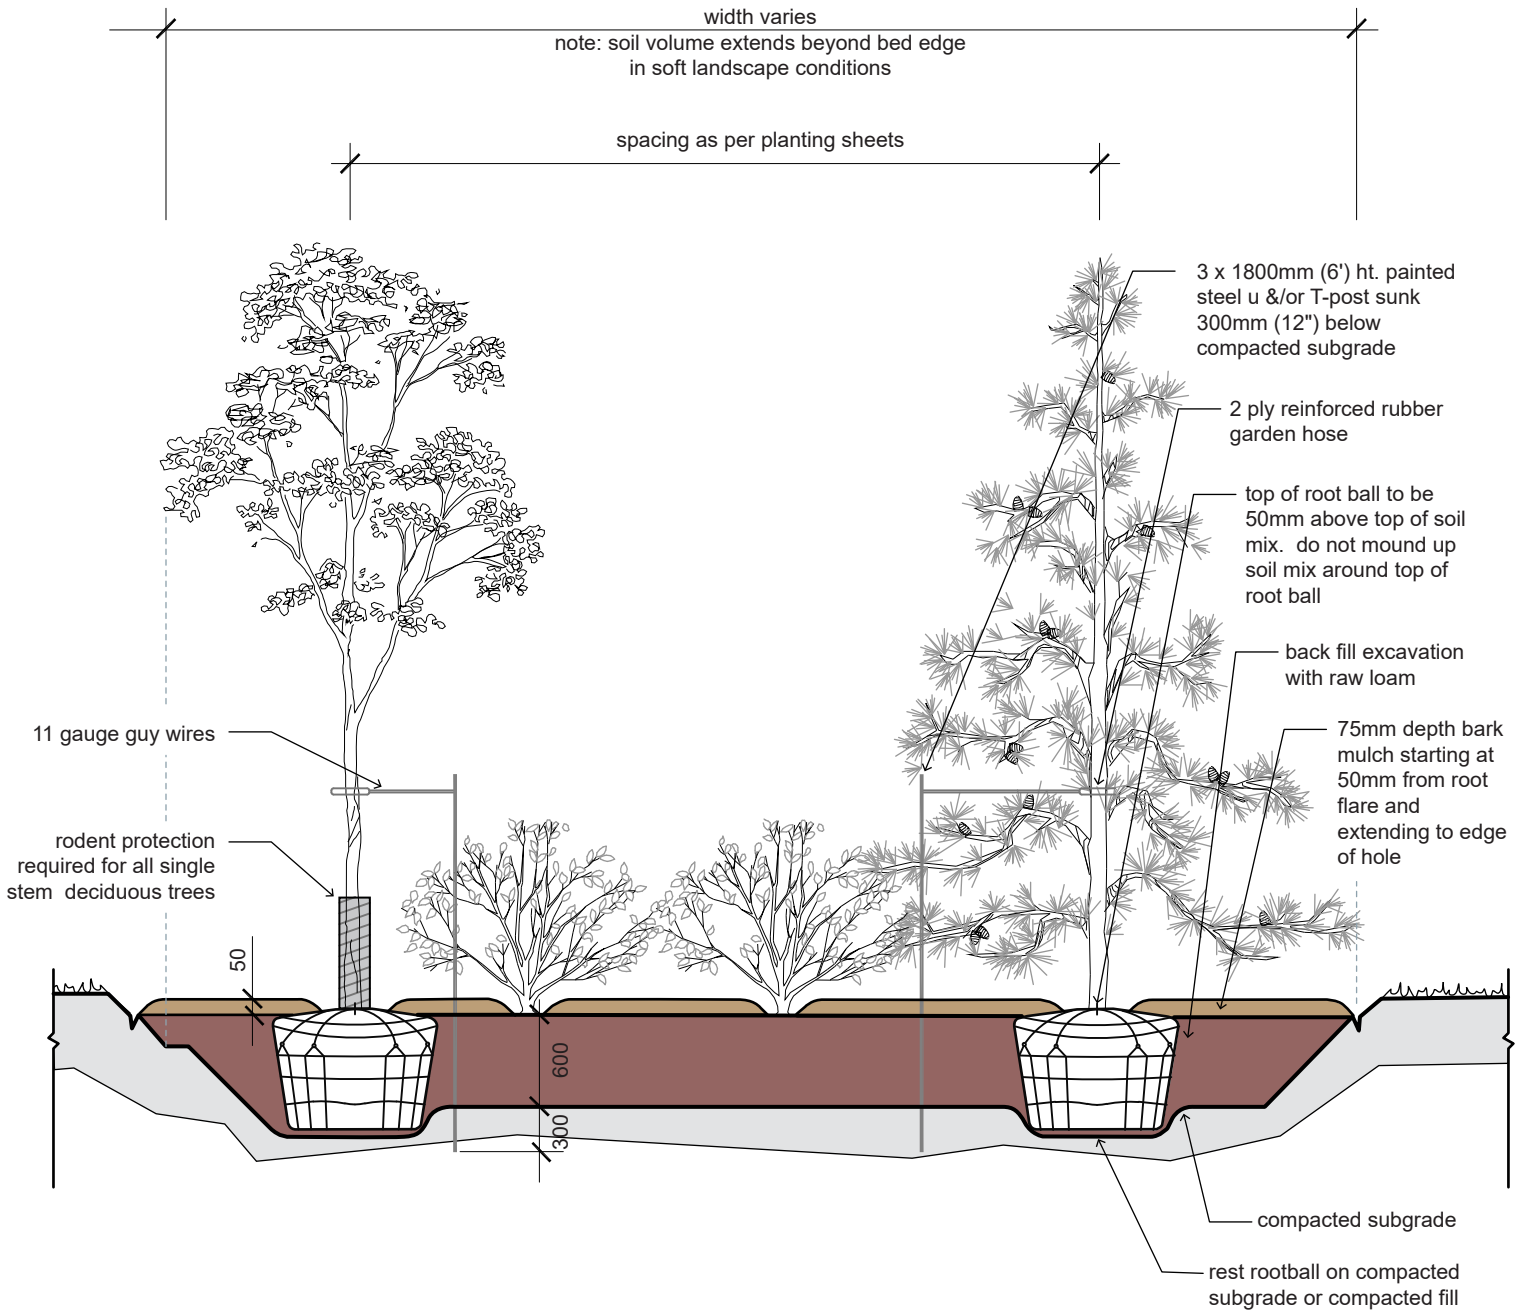 width varies
note: soil volume extends beyond bed edge
in soft landscape conditions
spacing as per planting sheets
3 x 1800mm (6') ht. painted
steel u &/or T-post sunk
300mm (12") below
compacted subgrade
2 ply reinforced rubber
garden hose
top of root ball to be
50mm above top of soil
mix.  do not mound up
soil mix around top of
root ball
back fill excavation
with raw loam
75mm depth bark
mulch starting at
50mm from root
flare and
extending to edge
of hole
11 gauge guy wires
rodent protection
required for all single
stem  deciduous trees
50
600
300
compacted subgrade
rest rootball on compacted
subgrade or compacted fill